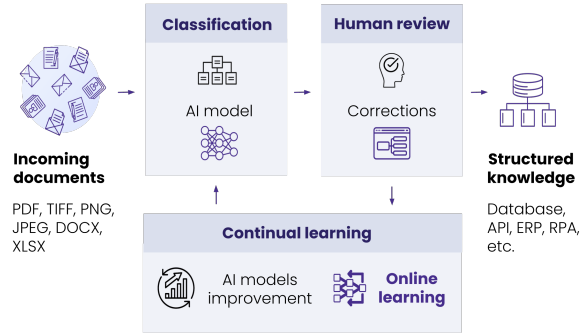 Classification
AI model
Human review
Corrections
Incoming
documents
PDF, TIFF, PNG,
JPEG, DOCX,
XLSX
Structured
knowledge
Database,
API, ERP, RPA,
etc.
Continual learning
AI models
improvement
Online
learning